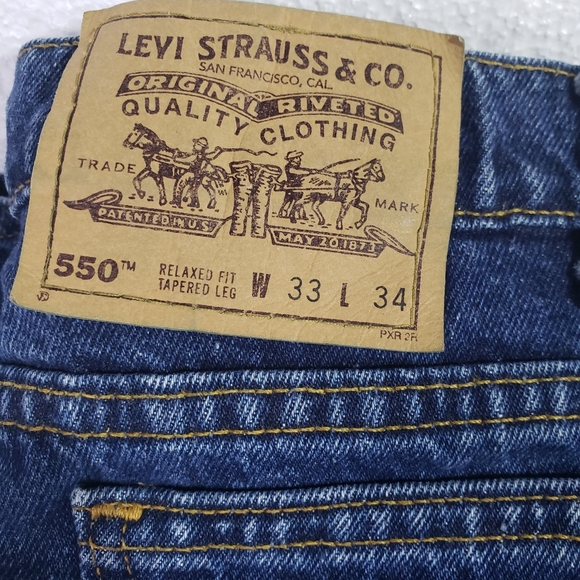 LEVI STRAUSS & CO.
SAN FRANCISCO, CAL.
ORIGINAL RIVETED
QUALITY CLOTHING
TRADE MARK
PATENTED IN U.S.
MAY 20 1873
550™ RELAXED FIT W 33 L 34
TAPERED LEG
PXR 2R